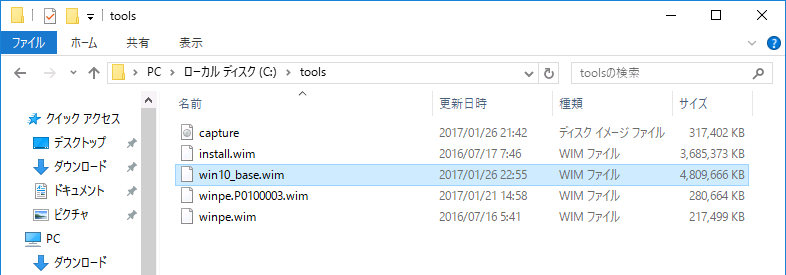 tools
ファイル ホーム 共有 表示
PC ローカル ディスク (C:) tools toolsの検索
名前 更新日時 種類 サイズ
クイック アクセス
デスクトップ
ダウンロード
ドキュメント
ピクチャ
PC
ダウンロード
capture 2017/01/26 21:42 ディスク イメージ ファイル 317,402 KB
install.wim 2016/07/17 7:46 WIM ファイル 3,685,373 KB
win10_base.wim 2017/01/26 22:55 WIM ファイル 4,809,666 KB
winpe.P0100003.wim 2017/01/21 14:58 WIM ファイル 280,664 KB
winpe.wim 2016/07/16 5:41 WIM ファイル 217,499 KB